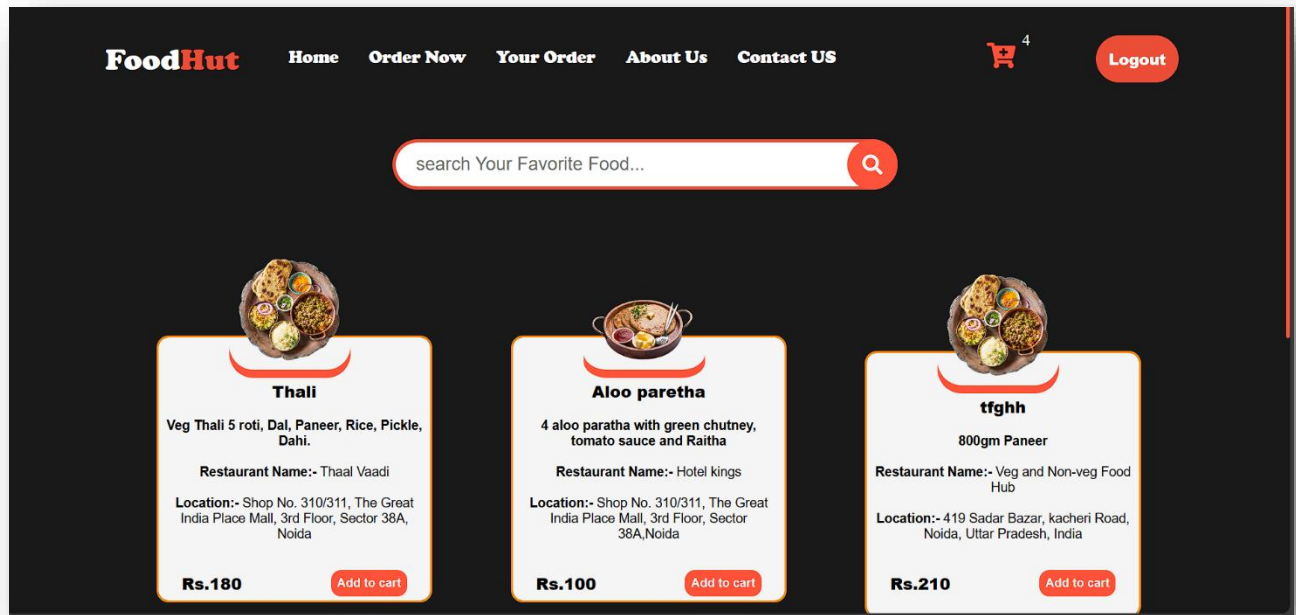 FoodHut Home Order Now Your Order About Us Contact US 4 Logout
search Your Favorite Food...
Thali
Veg Thali 5 roti, Dal, Paneer, Rice, Pickle,
Dahi.
Restaurant Name:- Thaal Vaadi
Location:- Shop No. 310/311, The Great
India Place Mall, 3rd Floor, Sector 38A,
Noida
Rs.180 Add to cart
Aloo paretha
4 aloo paratha with green chutney,
tomato sauce and Raitha
Restaurant Name:- Hotel kings
Location:- Shop No. 310/311, The Great
India Place Mall, 3rd Floor, Sector
38A,Noida
Rs.100 Add to cart
tfghh
800gm Paneer
Restaurant Name:- Veg and Non-veg Food
Hub
Location:- 419 Sadar Bazar, kacheri Road,
Noida, Uttar Pradesh, India
Rs.210 Add to cart